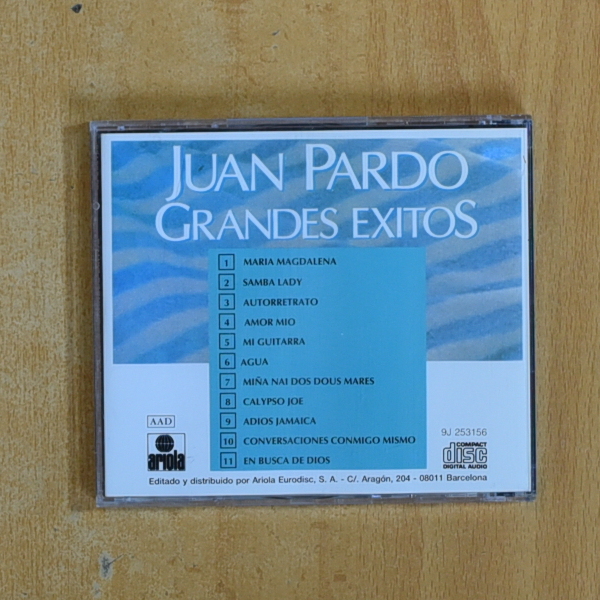 JUAN PARDO
GRANDES EXITOS
1 MARIA MAGDALENA
2 SAMBA LADY
3 AUTORRETRATO
4 AMOR MIO
5 MI GUITARRA
6 AGUA
7 MIÑA NAI DOS DOUS MARES
8 CALYPSO JOE
9 ADIOS JAMAICA
10 CONVERSACIONES CONMIGO MISMO
11 EN BUSCA DE DIOS
AAD
ariola
9J 253156
COMPACT
disc
DIGITAL AUDIO
Editado y distribuido por Ariola Eurodisc, S. A. - C/. Aragón, 204 - 08011 Barcelona